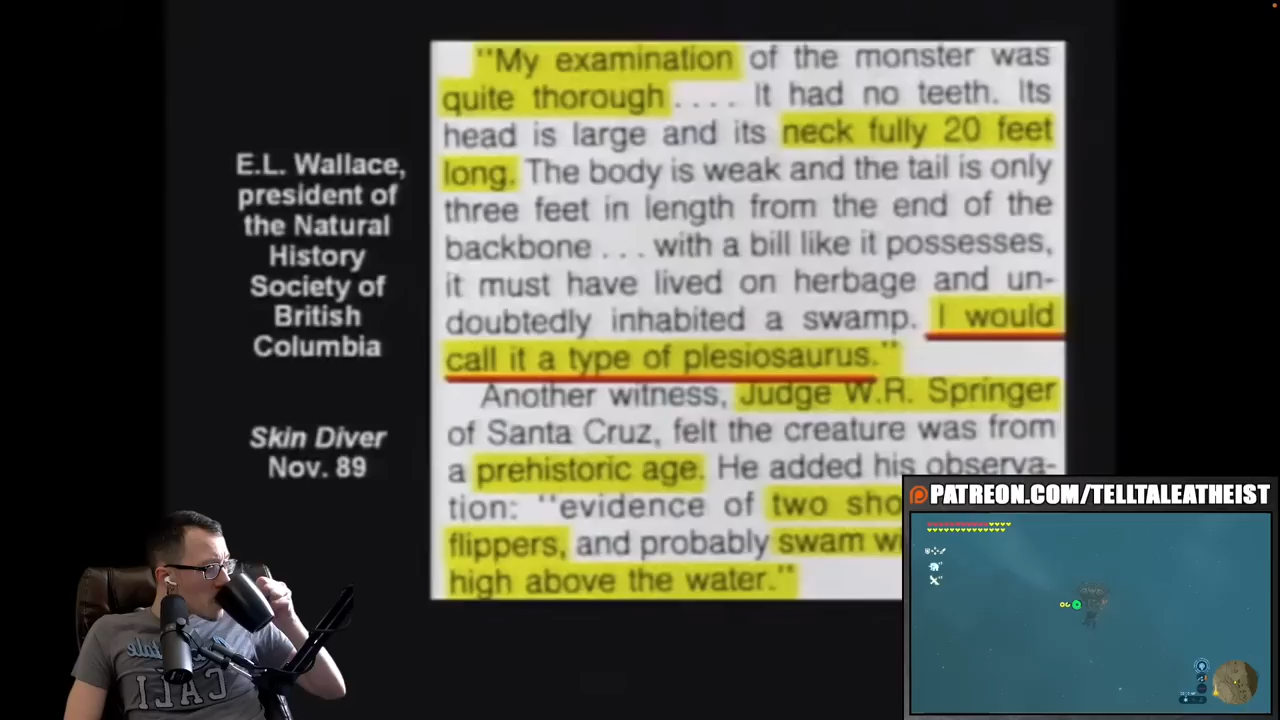 E.L. Wallace,
president of
the Natural
History
Society of
British
Columbia
Skin Diver
Nov. 89
"My examination of the monster was
quite thorough .... It had no teeth. Its
head is large and its neck fully 20 feet
long. The body is weak and the tail is only
three feet in length from the end of the
backbone ... with a bill like it possesses,
it must have lived on herbage and un-
doubtedly inhabited a swamp. I would
call it a type of plesiosaurus."
Another witness, Judge W.R. Springer
of Santa Cruz, felt the creature was from
a prehistoric age. He added his observa-
tion: "evidence of two sho
flippers, and probably swam w
high above the water."
PATREON.COM/TELLTALEATHEIST
CALI